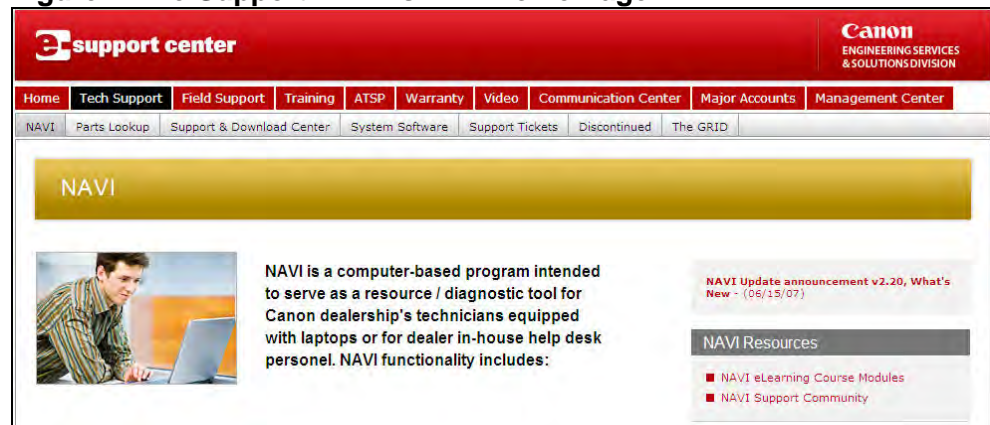 e-support center
Canon
ENGINEERING SERVICES
& SOLUTIONS DIVISION
Home Tech Support Field Support Training ATSP Warranty Video Communication Center Major Accounts Management Center
NAVI Parts Lookup Support & Download Center System Software Support Tickets Discontinued The GRID
NAVI
NAVI is a computer-based program intended
to serve as a resource / diagnostic tool for
Canon dealership's technicians equipped
with laptops or for dealer in-house help desk
personel. NAVI functionality includes:
NAVI Update announcement v2.20, What's
New - (06/15/07)
NAVI Resources
NAVI eLearning Course Modules
NAVI Support Community